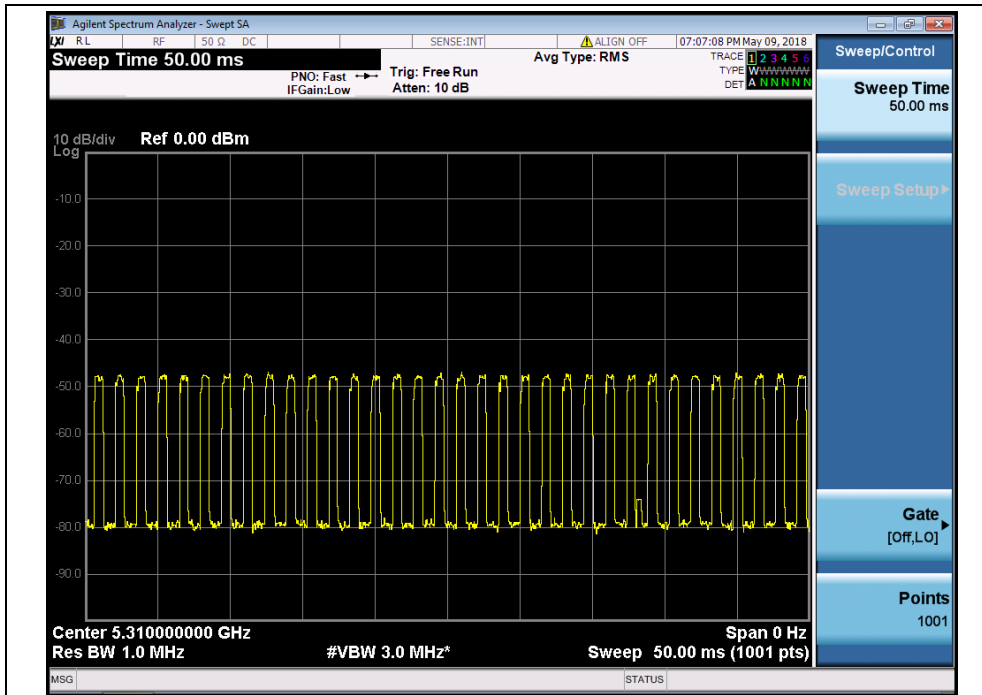 Agilent Spectrum Analyzer - Swept SA
LXI RL RF 50 Ω DC SENSE:INT ALIGN OFF 07:07:08 PM May 09, 2018
Sweep Time 50.00 ms
PNO: Fast
IFGain:Low
Trig: Free Run
Atten: 10 dB
Avg Type: RMS
TRACE 1 2 3 4 5 6
TYPE WWWWWWW
DET A N N N N N
10 dB/div
Log
Ref 0.00 dBm
-10.0
-20.0
-30.0
-40.0
-50.0
-60.0
-70.0
-80.0
-90.0
Center 5.310000000 GHz
Span 0 Hz
Res BW 1.0 MHz
#VBW 3.0 MHz*
Sweep 50.00 ms (1001 pts)
MSG
STATUS
Sweep/Control
Sweep Time
50.00 ms
Sweep Setup
Gate
[Off,LO]
Points
1001